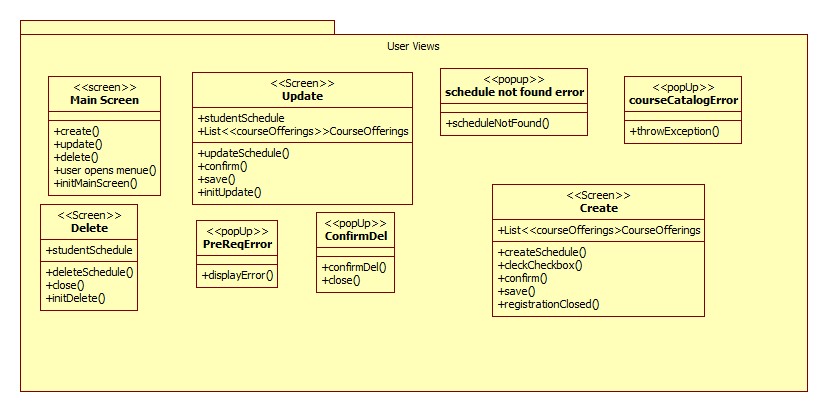 User Views
<<screen>>
Main Screen
+create()
+update()
+delete()
+user opens menue()
+initMainScreen()
<<Screen>>
Update
+studentSchedule
+List<<courseOfferings>>CourseOfferings
+updateSchedule()
+confirm()
+save()
+initUpdate()
<<popup>>
schedule not found error
+scheduleNotFound()
<<popUp>>
courseCatalogError
+throwException()
<<Screen>>
Delete
+studentSchedule
+deleteSchedule()
+close()
+initDelete()
<<popUp>>
PreReqError
+displayError()
<<popUp>>
ConfirmDel
+confirmDel()
+close()
<<Screen>>
Create
+List<<courseOfferings>CourseOfferings
+createSchedule()
+cleckCheckbox()
+confirm()
+save()
+registrationClosed()